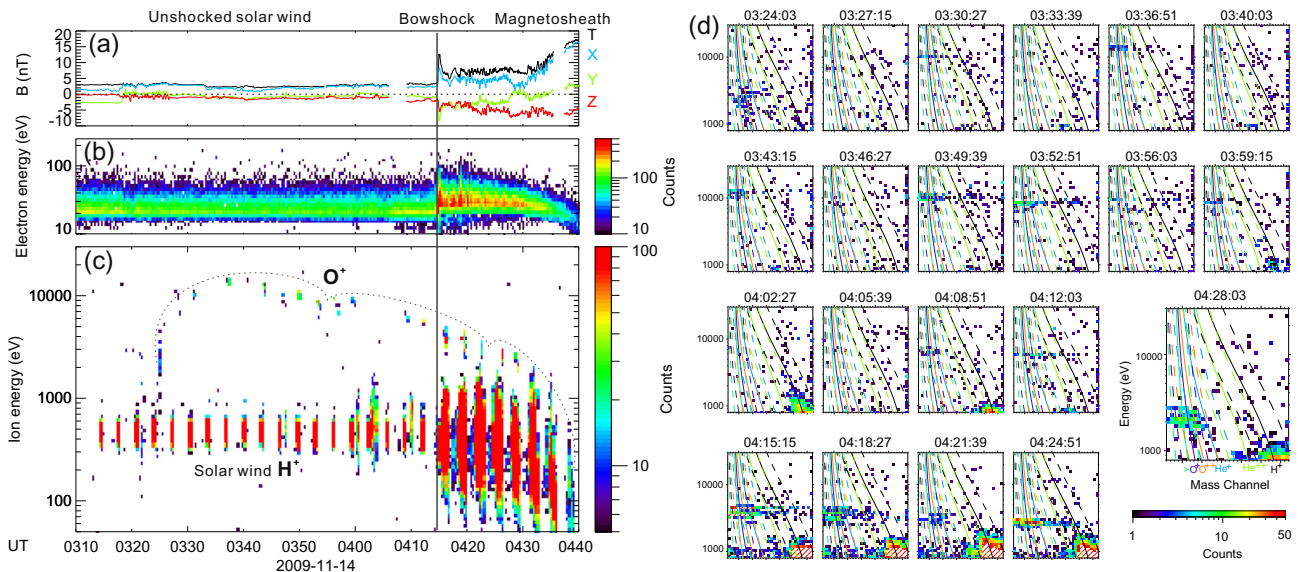 Unshocked solar wind
Bowshock
Magnetosheath
(a)
B (nT)
20
15
10
5
0
-5
-10
T
X
Y
Z
(b)
Electron energy (eV)
100
10
100
10
Counts
(c)
Ion energy (eV)
10000
1000
100
O+
Solar wind H+
100
10
Counts
UT
0310 0320 0330 0340 0350 0400 0410 0420 0430 0440
2009-11-14
(d)
03:24:03 03:27:15 03:30:27 03:33:39 03:36:51 03:40:03
10000
1000
03:43:15 03:46:27 03:49:39 03:52:51 03:56:03 03:59:15
10000
1000
04:02:27 04:05:39 04:08:51 04:12:03
10000
1000
04:15:15 04:18:27 04:21:39 04:24:51
10000
1000
04:28:03
Energy (eV)
10000
1000
>O+ O++ He+ He++ H+
Mass Channel
1 10 50
Counts